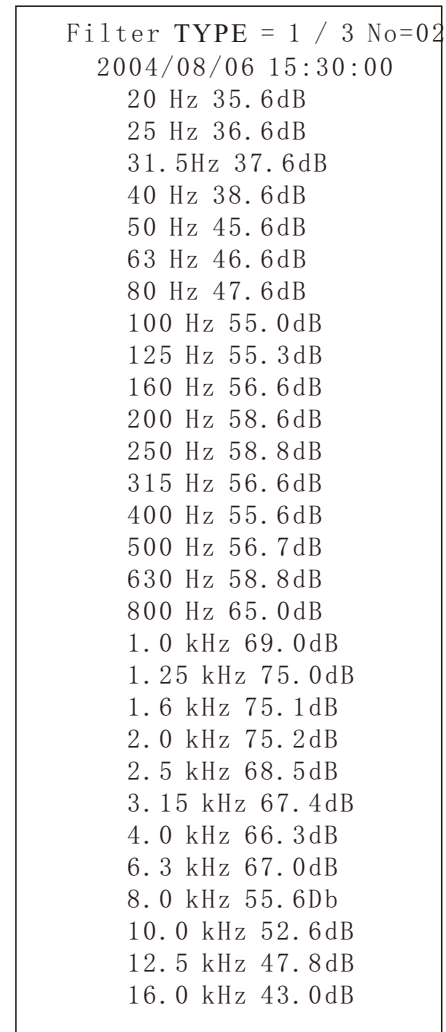 Filter TYPE = 1 / 3 No=02
2004/08/06 15:30:00
20 Hz 35.6dB
25 Hz 36.6dB
31.5Hz 37.6dB
40 Hz 38.6dB
50 Hz 45.6dB
63 Hz 46.6dB
80 Hz 47.6dB
100 Hz 55.0dB
125 Hz 55.3dB
160 Hz 56.6dB
200 Hz 58.6dB
250 Hz 58.8dB
315 Hz 56.6dB
400 Hz 55.6dB
500 Hz 56.7dB
630 Hz 58.8dB
800 Hz 65.0dB
1.0 kHz 69.0dB
1.25 kHz 75.0dB
1.6 kHz 75.1dB
2.0 kHz 75.2dB
2.5 kHz 68.5dB
3.15 kHz 67.4dB
4.0 kHz 66.3dB
6.3 kHz 67.0dB
8.0 kHz 55.6Db
10.0 kHz 52.6dB
12.5 kHz 47.8dB
16.0 kHz 43.0dB